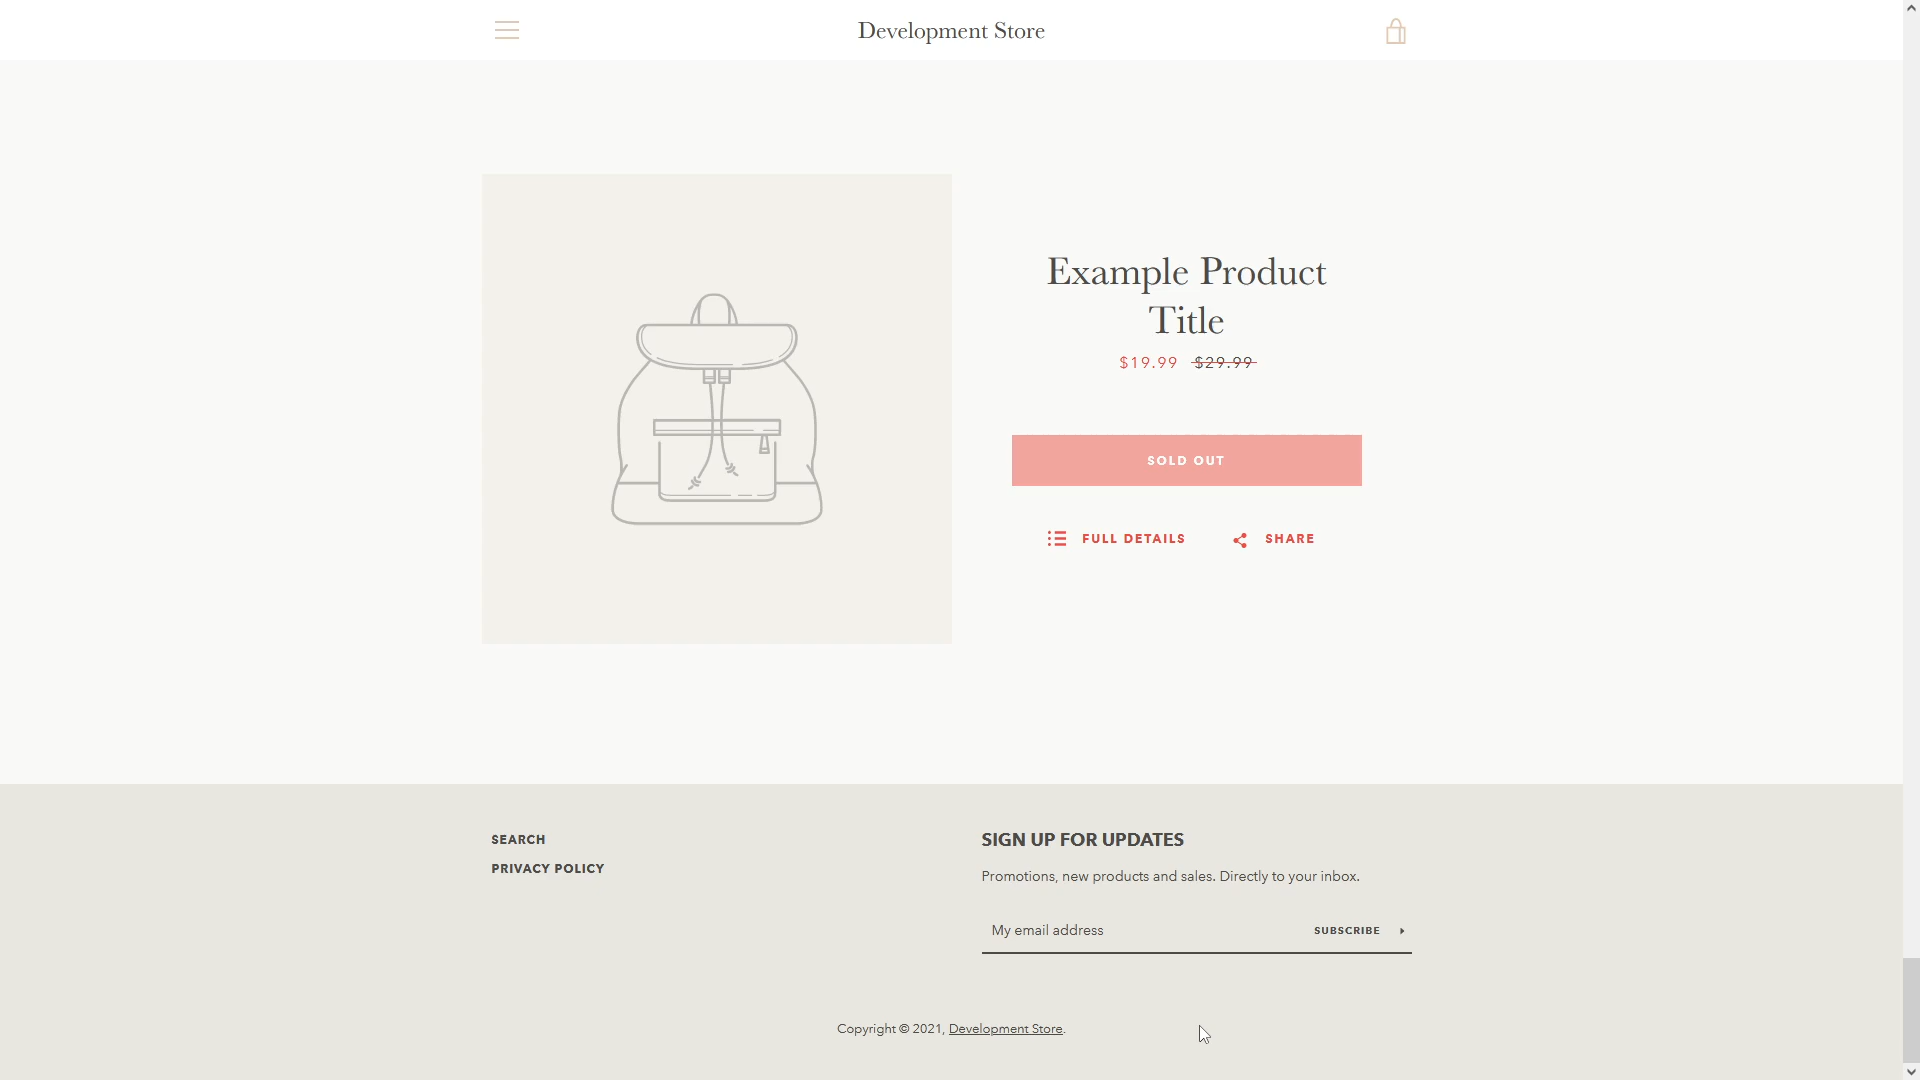 Development Store
Example Product
Title
$19.99 $29.99
SOLD OUT
FULL DETAILS
SHARE
SEARCH
PRIVACY POLICY
SIGN UP FOR UPDATES
Promotions, new products and sales. Directly to your inbox.
My email address
SUBSCRIBE
Copyright © 2021, Development Store.